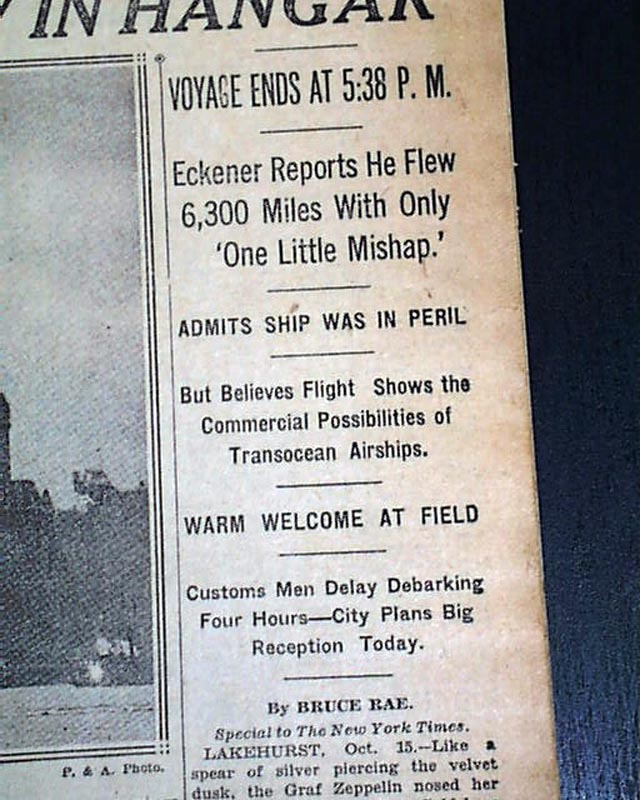 IN HANGAR
VOYAGE ENDS AT 5:38 P. M.
Eckener Reports He Flew
6,300 Miles With Only
'One Little Mishap.'
ADMITS SHIP WAS IN PERIL
But Believes Flight Shows the
Commercial Possibilities of
Transocean Airships.
WARM WELCOME AT FIELD
Customs Men Delay Debarking
Four Hours—City Plans Big
Reception Today.
By BRUCE RAE.
Special to The New York Times.
LAKEHURST, Oct. 15.—Like a
spear of silver piercing the velvet
dusk, the Graf Zeppelin nosed her
P. & A. Photo.